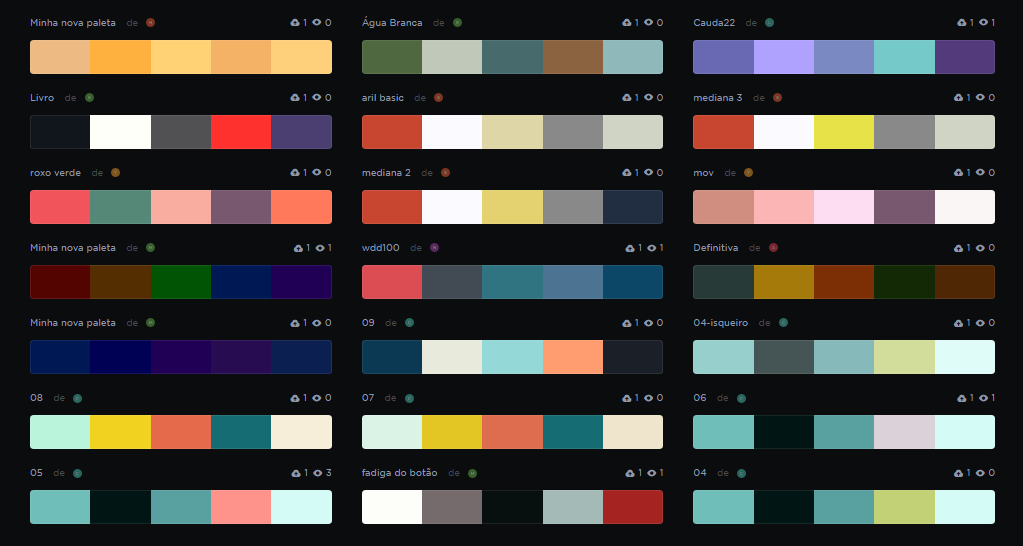 Minha nova paleta de 1 0 Água Branca de 1 0 Cauda22 de 1 1
Livro de 1 0 aril basic de 1 0 mediana 3 de 1 0
roxo verde de 1 0 mediana 2 de 1 0 mov de 1 0
Minha nova paleta de 1 1 wdd100 de 1 1 Definitiva de 1 0
Minha nova paleta de 1 0 09 de 1 0 04-isqueiro de 1 0
08 de 1 0 07 de 1 0 06 de 1 1
05 de 1 3 fadiga do botão de 1 1 04 de 1 0